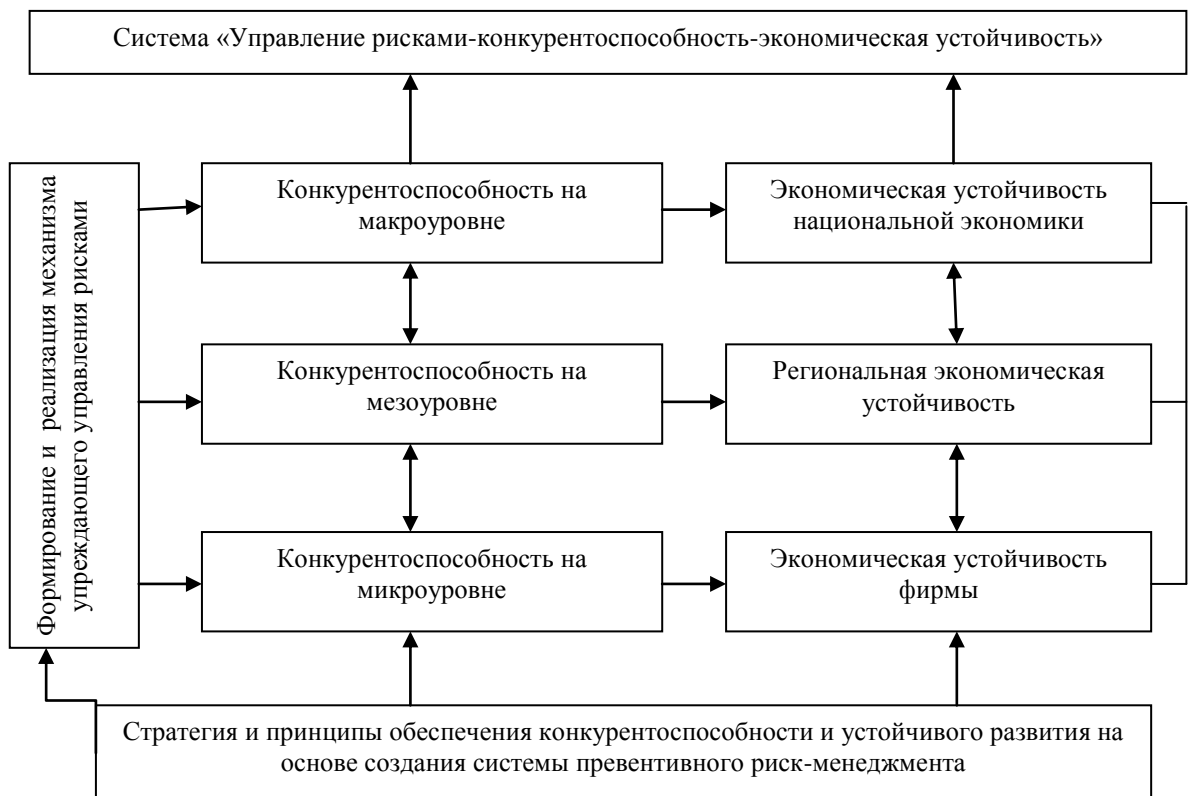 Система «Управление рисками-конкурентоспособность-экономическая устойчивость»
Формирование и реализация механизма
упреждающего управления рисками
Конкурентоспособность на
макроуровне
Экономическая устойчивость
национальной экономики
Конкурентоспособность на
мезоуровне
Региональная экономическая
устойчивость
Конкурентоспособность на
микроуровне
Экономическая устойчивость
фирмы
Стратегия и принципы обеспечения конкурентоспособности и устойчивого развития на
основе создания системы превентивного риск-менеджмента